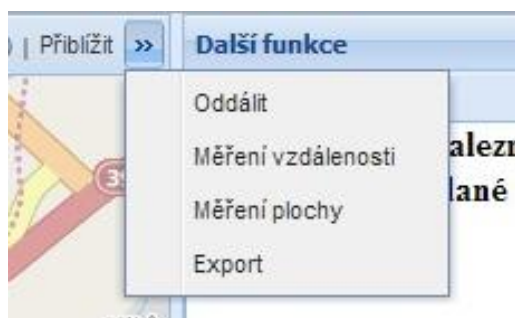 | Přiblížit »
Další funkce
Oddálit
Měření vzdálenosti
Měření plochy
Export